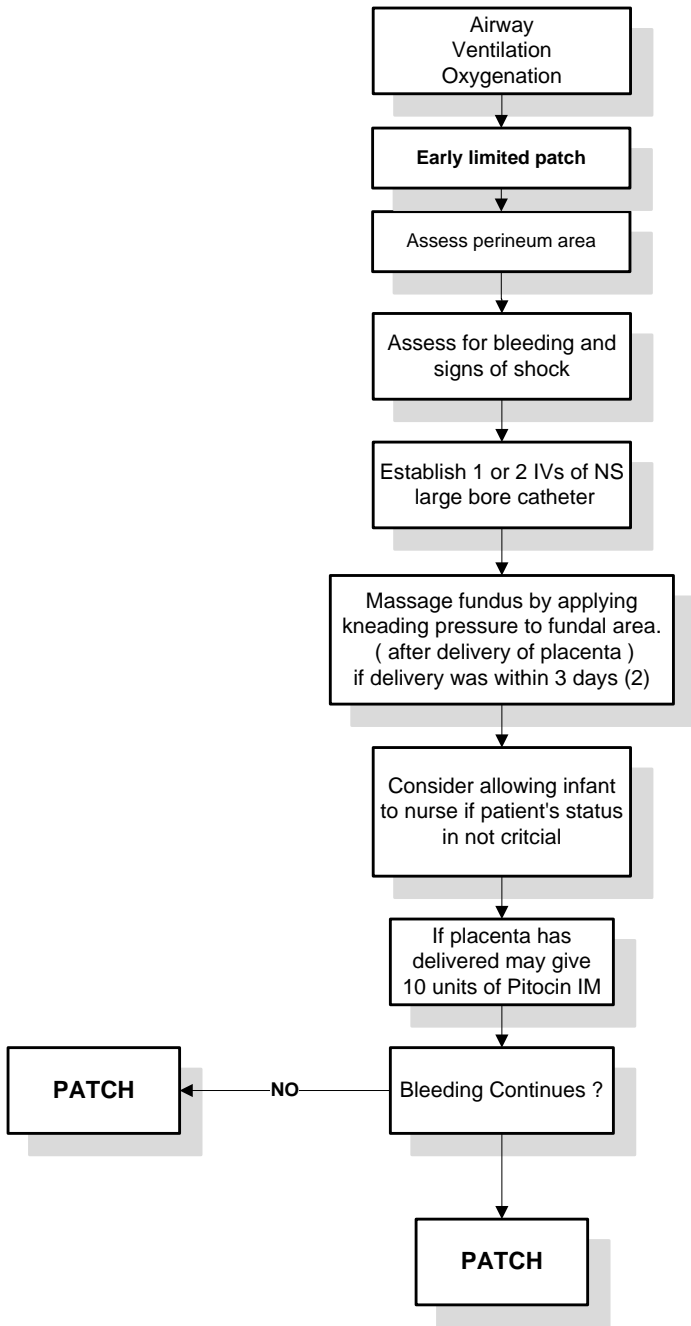 Airway
Ventilation
Oxygenation
Early limited patch
Assess perineum area
Assess for bleeding and
signs of shock
Establish 1 or 2 IVs of NS
large bore catheter
Massage fundus by applying
kneading pressure to fundal area.
( after delivery of placenta )
if delivery was within 3 days (2)
Consider allowing infant
to nurse if patient's status
in not critcial
If placenta has
delivered may give
10 units of Pitocin IM
Bleeding Continues ?
NO
PATCH
PATCH